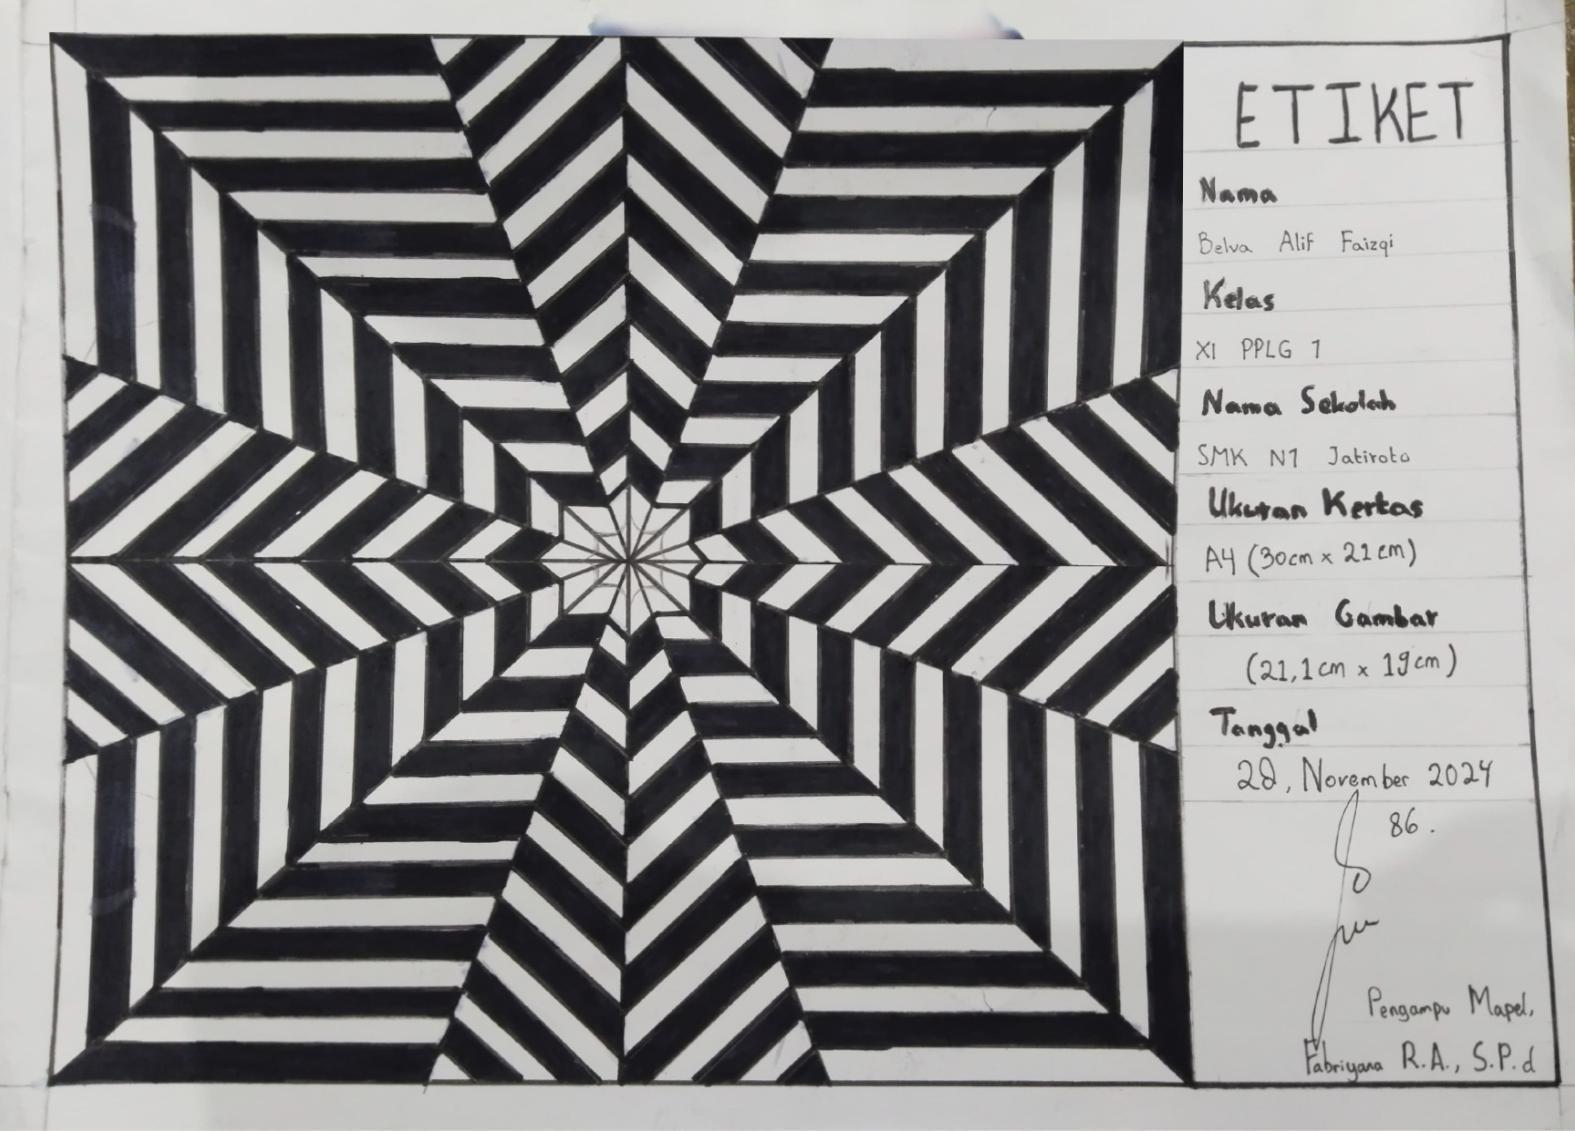 ETIKET
Nama
Belva Alif Faizqi
Kelas
XI PPLG 1
Nama Sekolah
SMK N1 Jatiroto
Ukuran Kertas
A4 (30cm x 21cm)
Ukuran Gambar
(21,1cm x 19cm)
Tanggal
28, November 2024
86.
Pengampu Mapel,
Fabriyana R.A., S.P.d